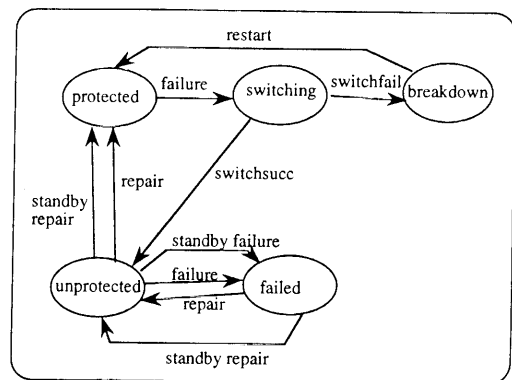 restart
protected
failure
switching
switchfail
breakdown
standby
repair
repair
switchsucc
standby failure
unprotected
failure
failed
repair
standby repair